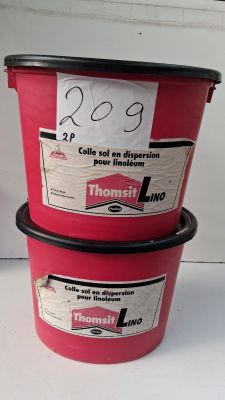 209
2P
Colle sol en dispersion
pour linoléum
Thomsit LINO
Colle sol en dispersion
pour linoléum
Thomsit LINO